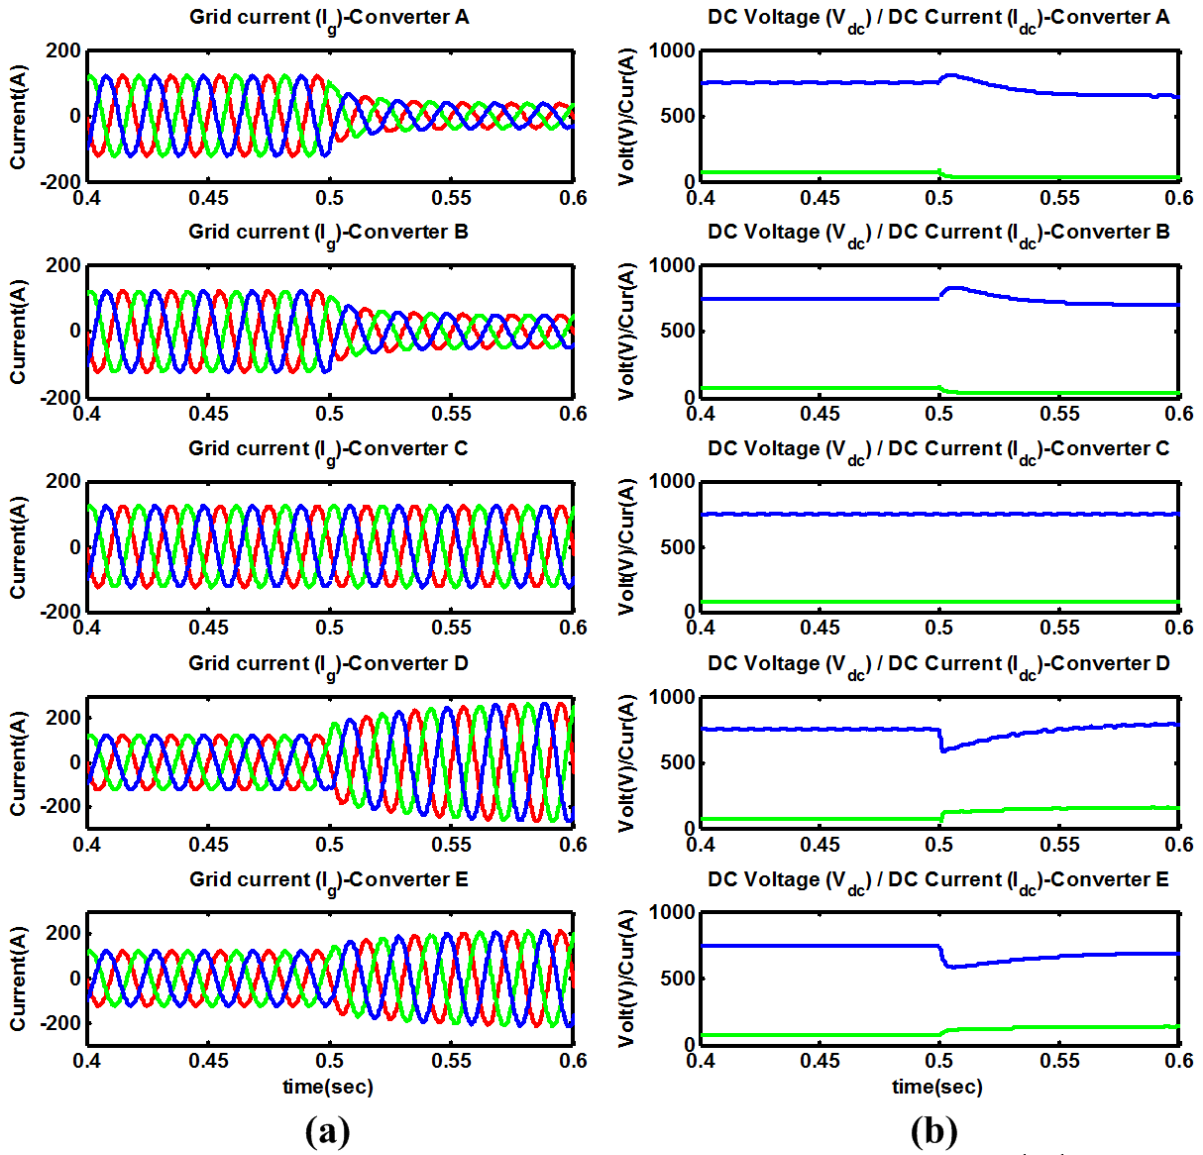 Grid current (Ig)-Converter A
DC Voltage (Vdc) / DC Current (Idc)-Converter A
200
0
-200
Current(A)
0.4 0.45 0.5 0.55 0.6
1000
500
0
Volt(V)/Cur(A)
0.4 0.45 0.5 0.55 0.6
Grid current (Ig)-Converter B
DC Voltage (Vdc) / DC Current (Idc)-Converter B
200
0
-200
Current(A)
0.4 0.45 0.5 0.55 0.6
1000
500
0
Volt(V)/Cur(A)
0.4 0.45 0.5 0.55 0.6
Grid current (Ig)-Converter C
DC Voltage (Vdc) / DC Current (Idc)-Converter C
200
0
-200
Current(A)
0.4 0.45 0.5 0.55 0.6
1000
500
0
Volt(V)/Cur(A)
0.4 0.45 0.5 0.55 0.6
Grid current (Ig)-Converter D
DC Voltage (Vdc) / DC Current (Idc)-Converter D
200
0
-200
Current(A)
0.4 0.45 0.5 0.55 0.6
1000
500
0
Volt(V)/Cur(A)
0.4 0.45 0.5 0.55 0.6
Grid current (Ig)-Converter E
DC Voltage (Vdc) / DC Current (Idc)-Converter E
200
0
-200
Current(A)
0.4 0.45 0.5 0.55 0.6
time(sec)
1000
500
0
Volt(V)/Cur(A)
0.4 0.45 0.5 0.55 0.6
time(sec)
(a)
(b)